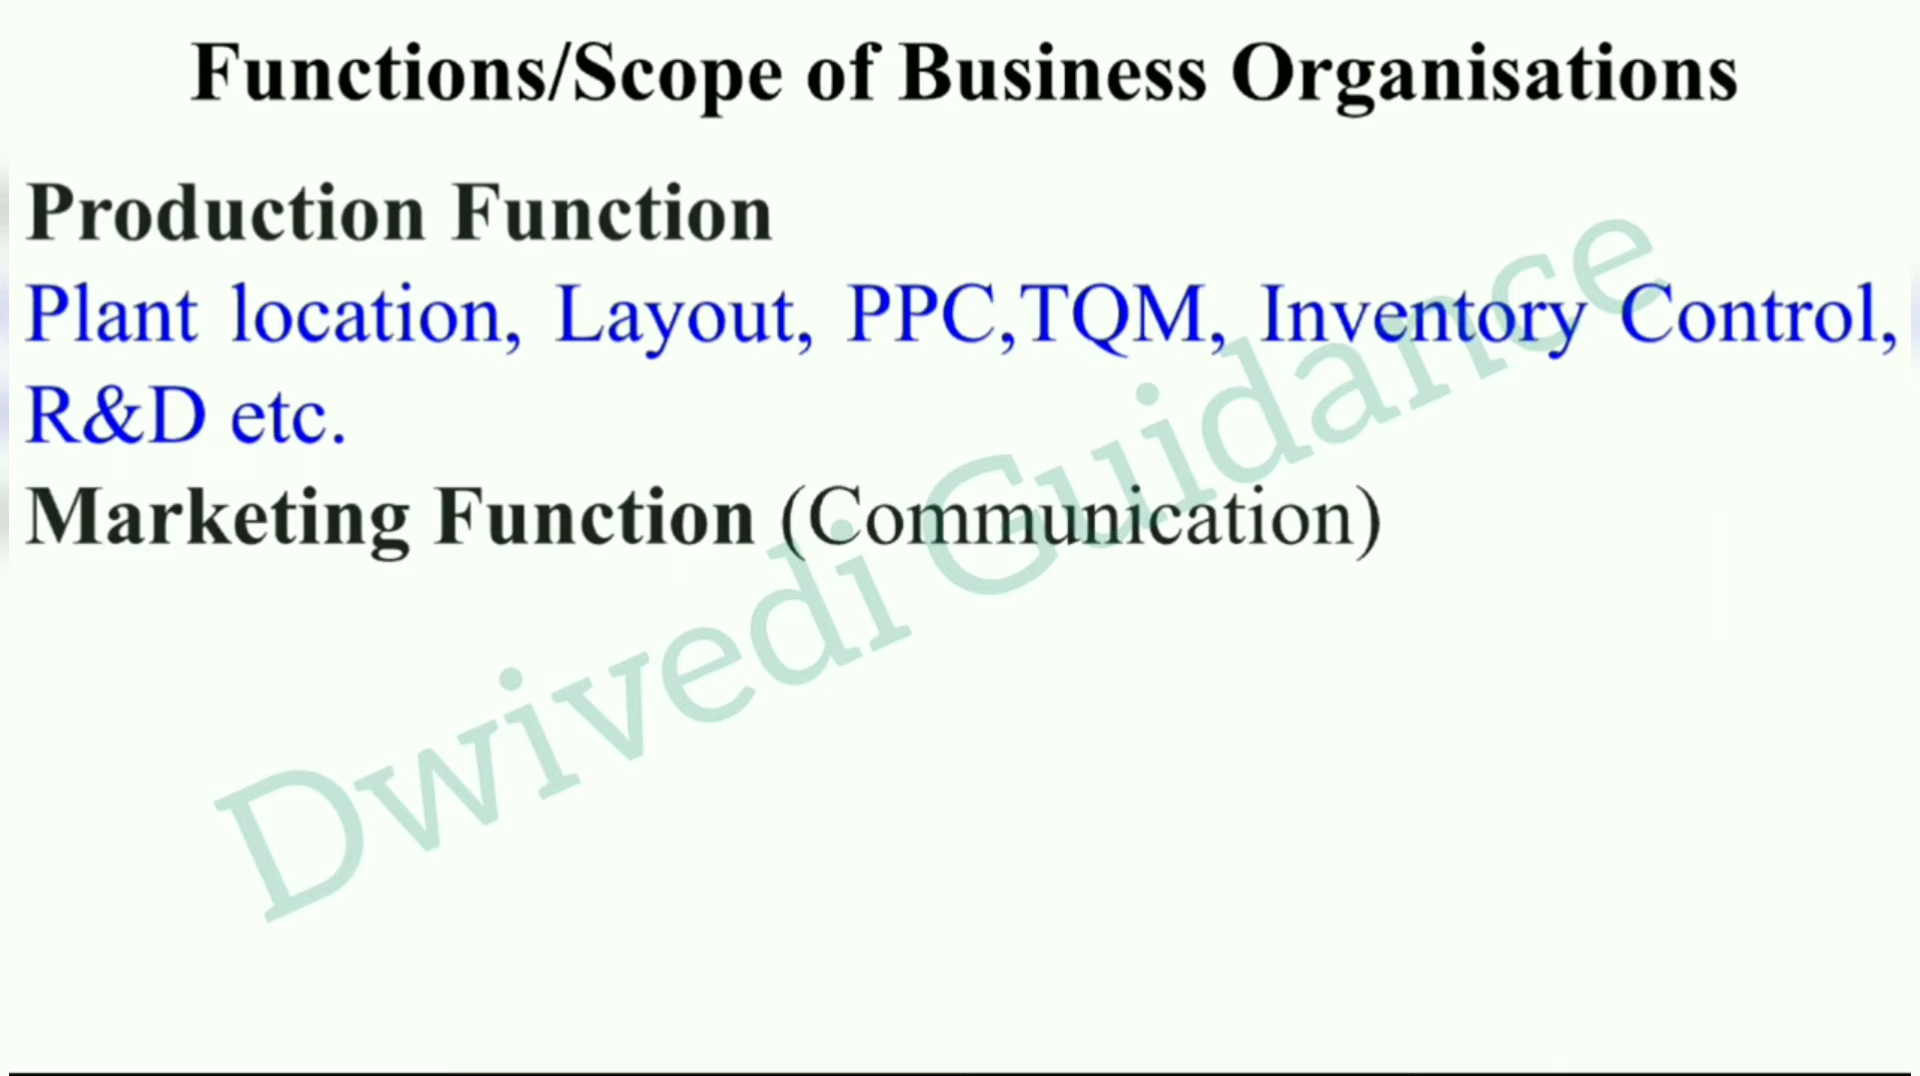 Functions/Scope of Business Organisations
Production Function
Plant location, Layout, PPC,TQM, Inventory Control,
R&D etc.
Marketing Function (Communication)
Dwivedi Guidance